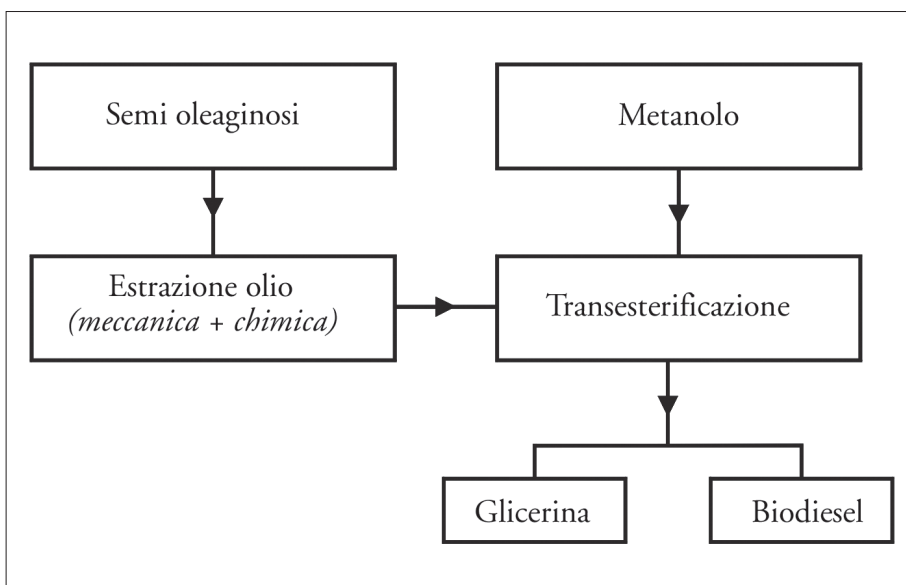 Semi oleaginosi
Metanolo
Estrazione olio
(meccanica + chimica)
Transesterificazione
Glicerina
Biodiesel